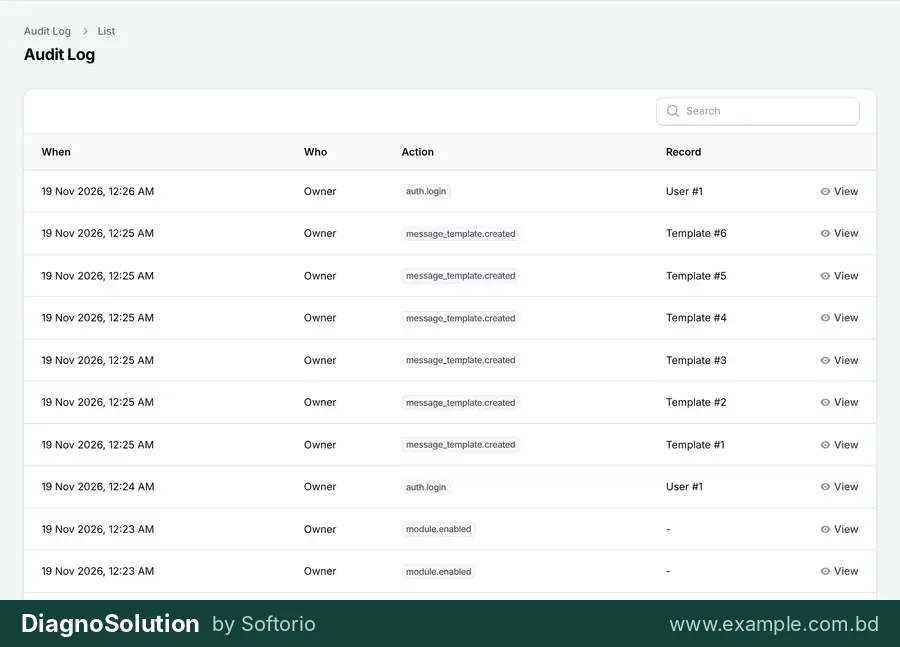 Audit Log > List
Audit Log
Search
When Who Action Record
19 Nov 2026, 12:26 AM Owner auth.login User #1 View
19 Nov 2026, 12:25 AM Owner message_template.created Template #6 View
19 Nov 2026, 12:25 AM Owner message_template.created Template #5 View
19 Nov 2026, 12:25 AM Owner message_template.created Template #4 View
19 Nov 2026, 12:25 AM Owner message_template.created Template #3 View
19 Nov 2026, 12:25 AM Owner message_template.created Template #2 View
19 Nov 2026, 12:25 AM Owner message_template.created Template #1 View
19 Nov 2026, 12:24 AM Owner auth.login User #1 View
19 Nov 2026, 12:23 AM Owner module.enabled - View
19 Nov 2026, 12:23 AM Owner module.enabled - View
DiagnoSolution by Softorio www.example.com.bd